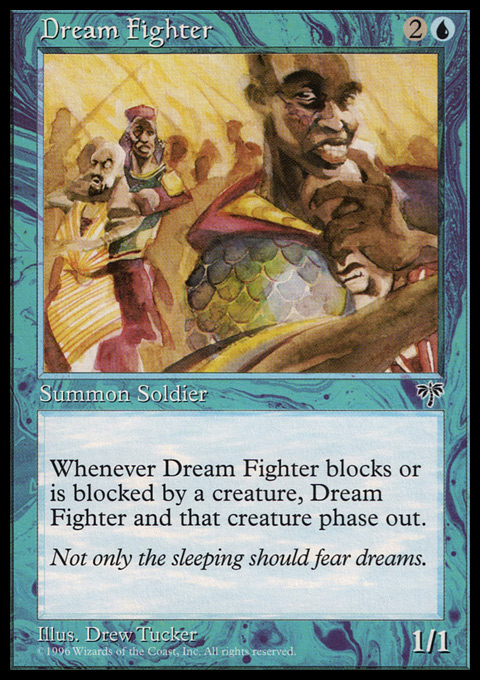 Dream Fighter 2
Summon Soldier
Whenever Dream Fighter blocks or
is blocked by a creature, Dream
Fighter and that creature phase out.
Not only the sleeping should fear dreams.
Illus. Drew Tucker
1/1
©1996 Wizards of the Coast, Inc. All rights reserved.